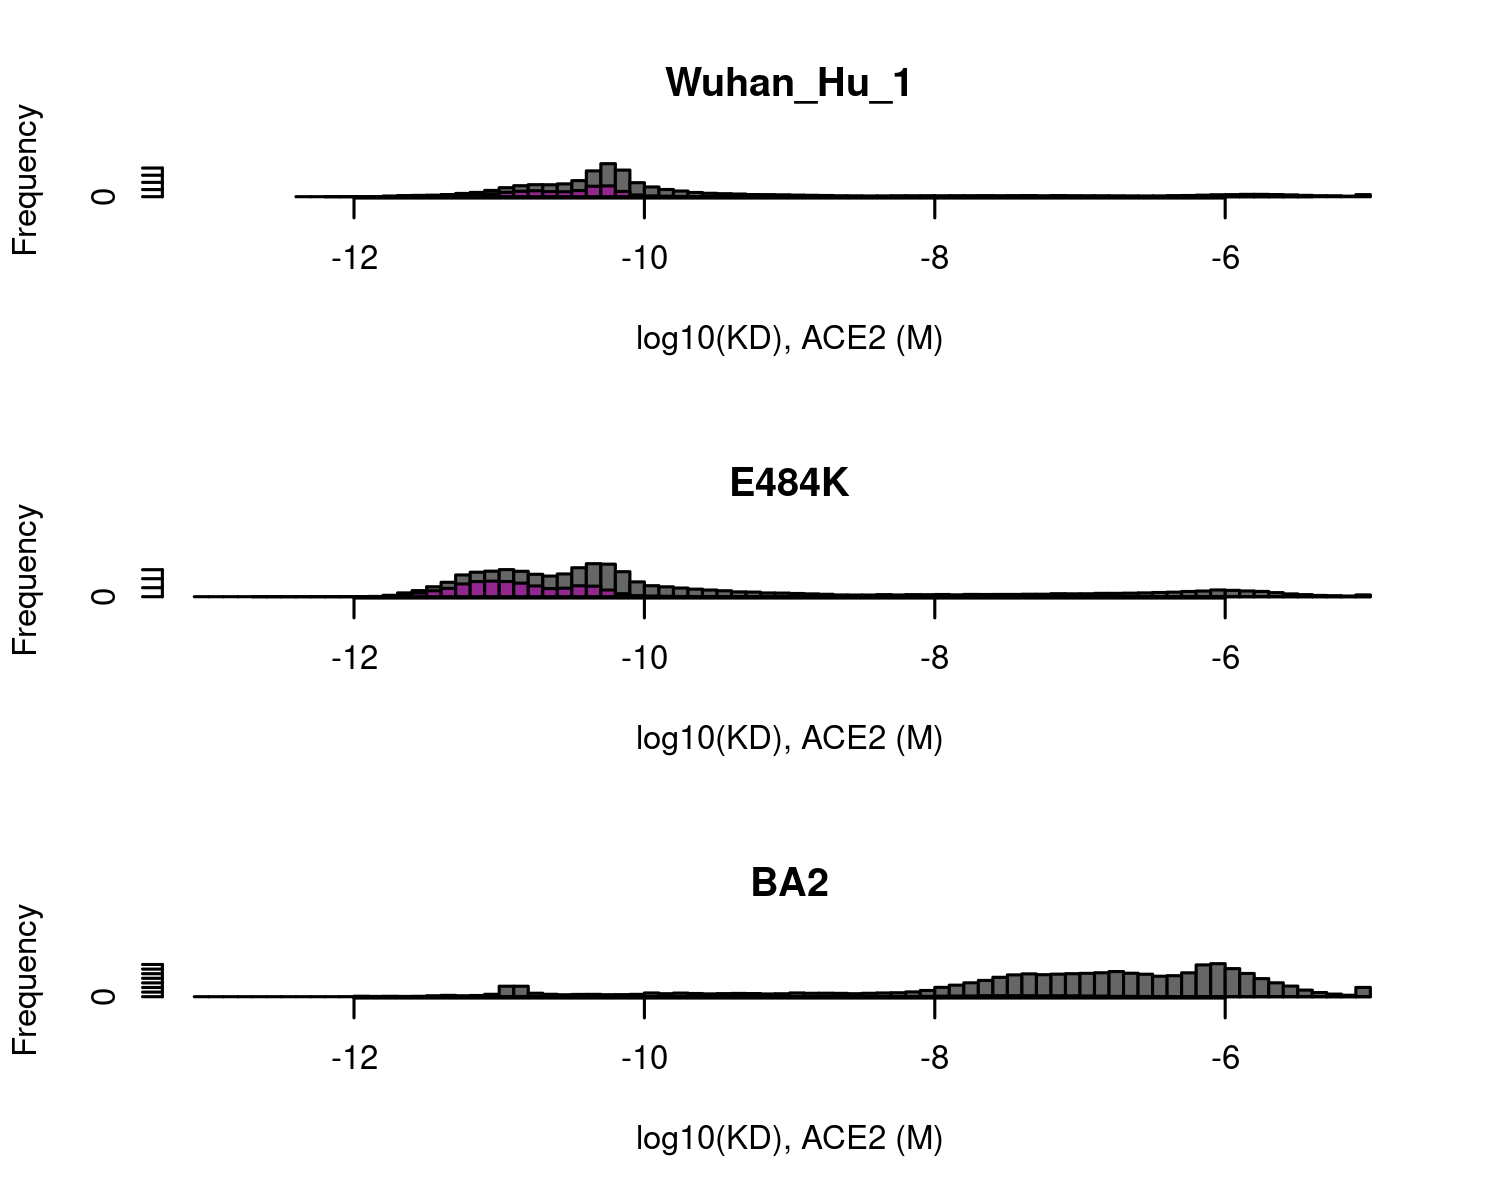 Wuhan_Hu_1
Frequency
0
-12 -10 -8 -6
log10(KD), ACE2 (M)
E484K
Frequency
0
-12 -10 -8 -6
log10(KD), ACE2 (M)
BA2
Frequency
0
-12 -10 -8 -6
log10(KD), ACE2 (M)